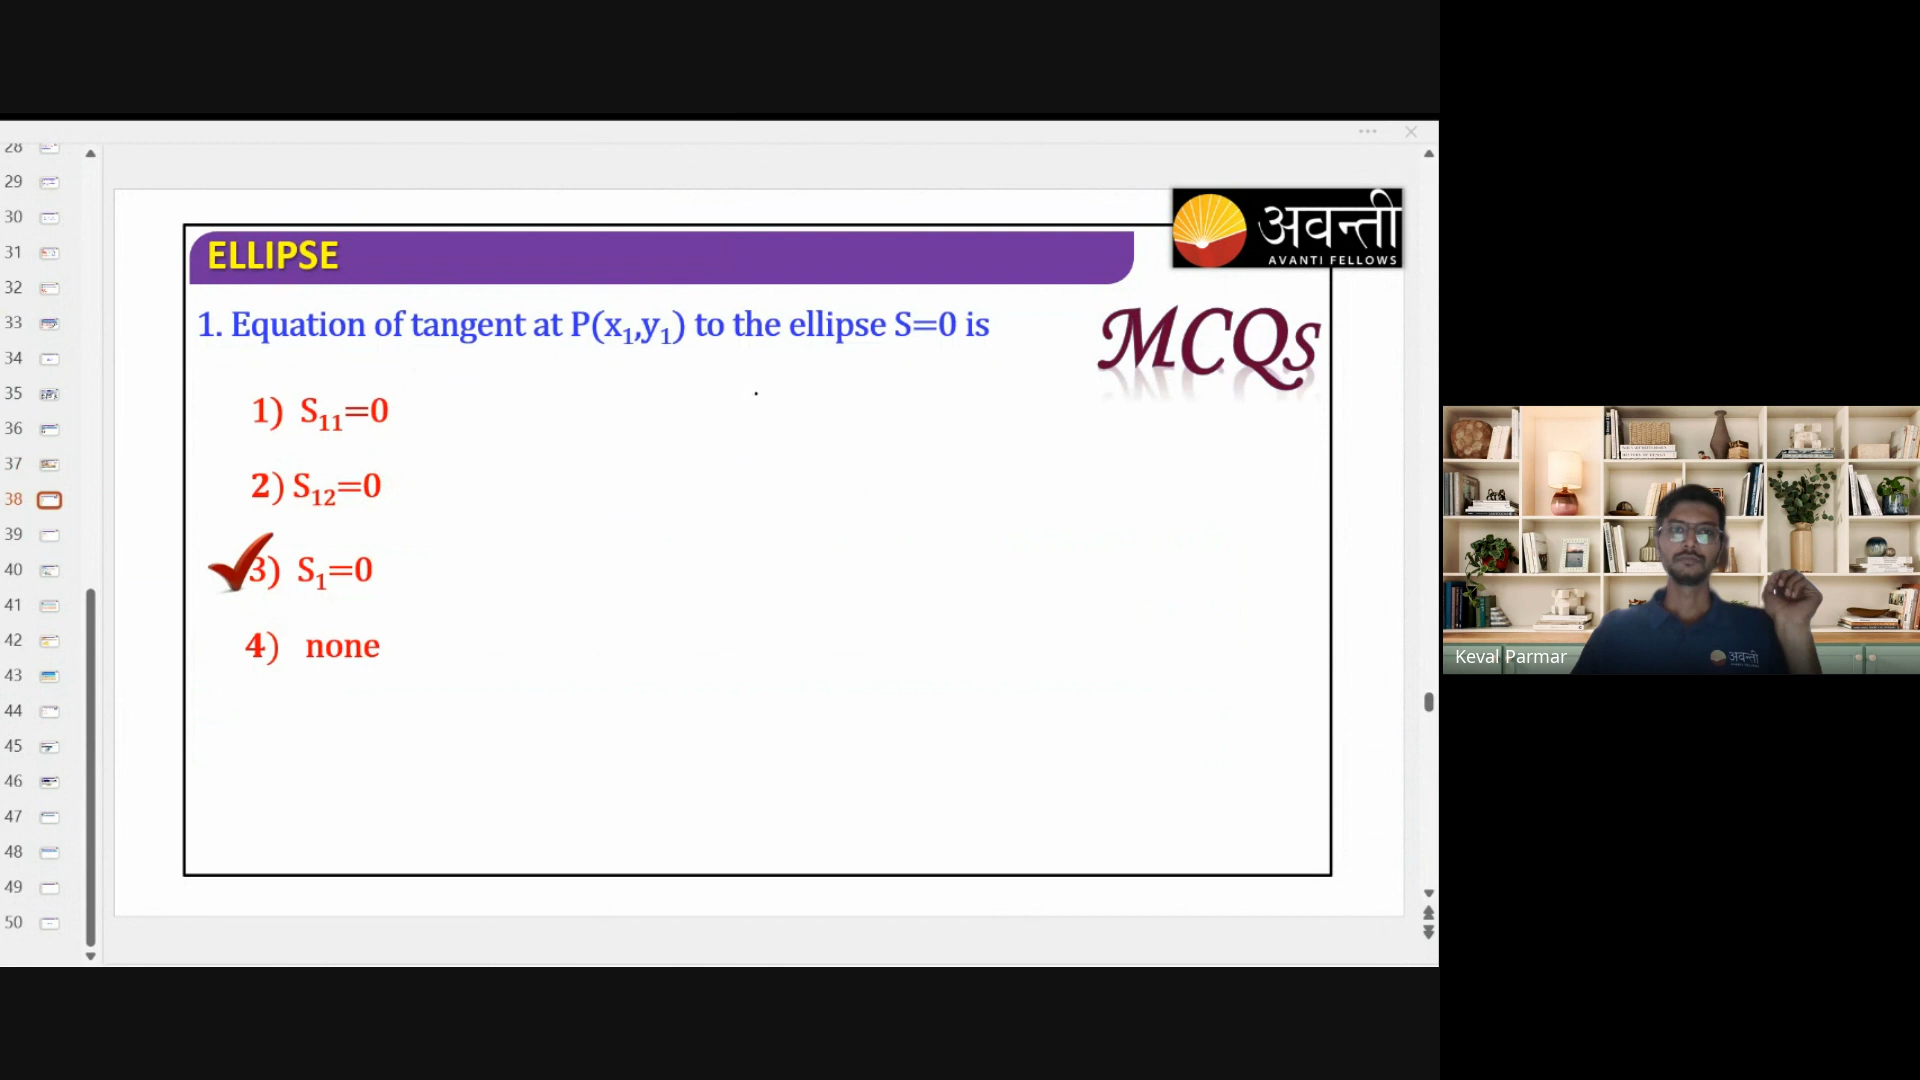 28
29
30
31
32
33
34
35
36
37
38
39
40
41
42
43
44
45
46
47
48
49
50
ELLIPSE
अवन्ती
AVANTI FELLOWS
1. Equation of tangent at P(x₁,y₁) to the ellipse S=0 is
MCQs
1) S₁₁=0
2) S₁₂=0
3) S₁=0
4) none
Keval Parmar
अवन्ती